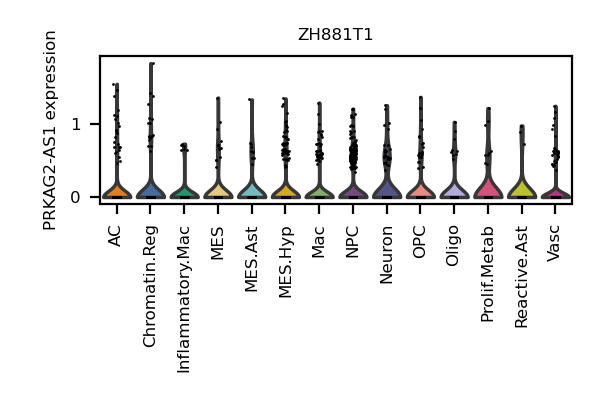 ZH881T1
PRKAG2-AS1 expression
1
0
AC
Chromatin.Reg
Inflammatory.Mac
MES
MES.Ast
MES.Hyp
Mac
NPC
Neuron
OPC
Oligo
Prolif.Metab
Reactive.Ast
Vasc